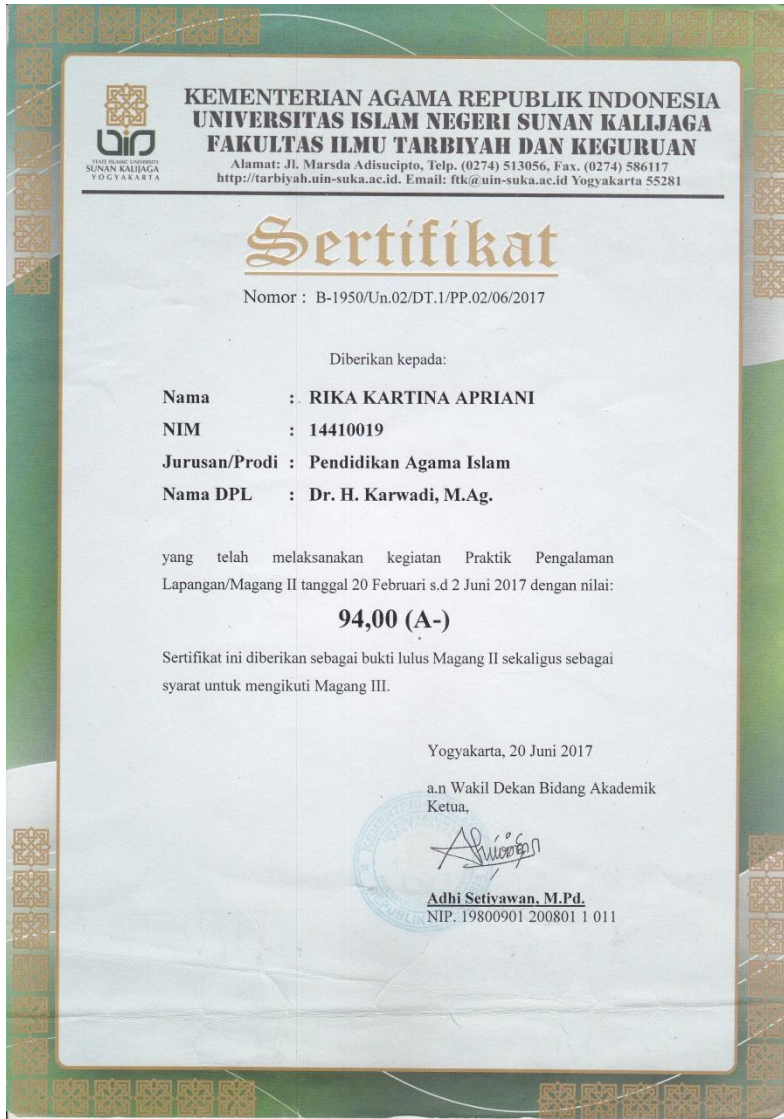 KEMENTERIAN AGAMA REPUBLIK INDONESIA
UNIVERSITAS ISLAM NEGERI SUNAN KALIJAGA
FAKULTAS ILMU TARBIYAH DAN KEGURUAN
Alamat: Jl. Marsda Adisucipto, Telp. (0274) 513056, Fax. (0274) 586117
http://tarbiyah.uin-suka.ac.id. Email: ftk@uin-suka.ac.id Yogyakarta 55281
uin
STATE ISLAMIC UNIVERSITY
SUNAN KALIJAGA
YOGYAKARTA
Sertifikat
Nomor : B-1950/Un.02/DT.1/PP.02/06/2017
Diberikan kepada:
Nama : RIKA KARTINA APRIANI
NIM : 14410019
Jurusan/Prodi : Pendidikan Agama Islam
Nama DPL : Dr. H. Karwadi, M.Ag.
yang telah melaksanakan kegiatan Praktik Pengalaman
Lapangan/Magang II tanggal 20 Februari s.d 2 Juni 2017 dengan nilai:
94,00 (A-)
Sertifikat ini diberikan sebagai bukti lulus Magang II sekaligus sebagai
syarat untuk mengikuti Magang III.
Yogyakarta, 20 Juni 2017
a.n Wakil Dekan Bidang Akademik
Ketua,
Adhi Setiyawan, M.Pd.
NIP. 19800901 200801 1 011